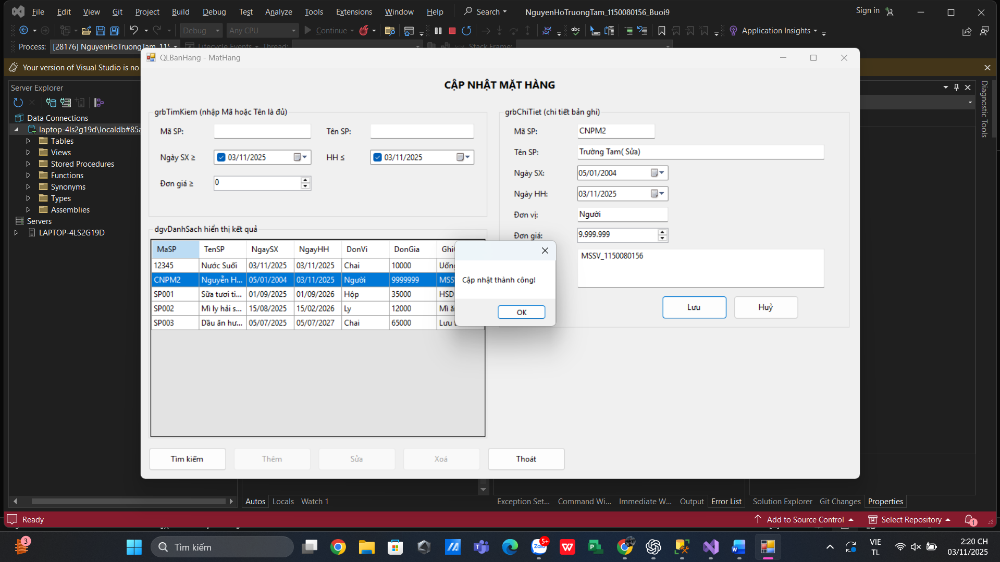 File Edit View Git Project Build Debug Test Analyze Tools Extensions Window Help Search NguyenHoTruongTam_1150080156_Buoi9 Sign in
Debug Any CPU Continue Application Insights
Process: [28176] NguyenHoTruongTam_115 Lifecycle Events Thread: Stack Frame:
Your version of Visual Studio is no
Server Explorer
Data Connections
laptop-4ls2g19d\localdb#85a
Tables
Views
Stored Procedures
Functions
Synonyms
Types
Assemblies
Servers
LAPTOP-4LS2G19D
Diagnostic Tools
QLBanHang - MatHang
CẬP NHẬT MẶT HÀNG
grbTimKiem (nhập Mã hoặc Tên là đủ)
Mã SP: Tên SP:
Ngày SX ≥ 03/11/2025 HH ≤ 03/11/2025
Đơn giá ≥ 0
grbChiTiet (chi tiết bản ghi)
Mã SP: CNPM2
Tên SP: Trường Tam( Sửa)
Ngày SX: 05/01/2004
Ngày HH: 03/11/2025
Đơn vị: Người
Đơn giá: 9.999.999
MSSV_1150080156
Lưu Huỷ
dgvDanhSach hiển thị kết quả
MaSP TenSP NgaySX NgayHH DonVi DonGia
12345 Nước Suối 03/11/2025 03/11/2025 Chai 10000
CNPM2 Nguyễn H... 05/01/2004 03/11/2025 Người 9999999 MSS
SP001 Sữa tươi ti... 01/09/2025 01/09/2026 Hộp 35000 HSD
SP002 Mì ly hải s... 15/08/2025 15/02/2026 Ly 12000 Mì ă
SP003 Dầu ăn hư... 05/07/2025 05/07/2027 Chai 65000 Lưu
Cập nhật thành công!
OK
Tìm kiếm Thêm Sửa Xoá Thoát
Autos Locals Watch 1 Exception Set... Command Wi... Immediate W... Output Error List Solution Explorer Git Changes Properties
Ready Add to Source Control Select Repository 1
3 Tìm kiếm Zalo 5+ VIE 2:20 CH
TL 03/11/2025